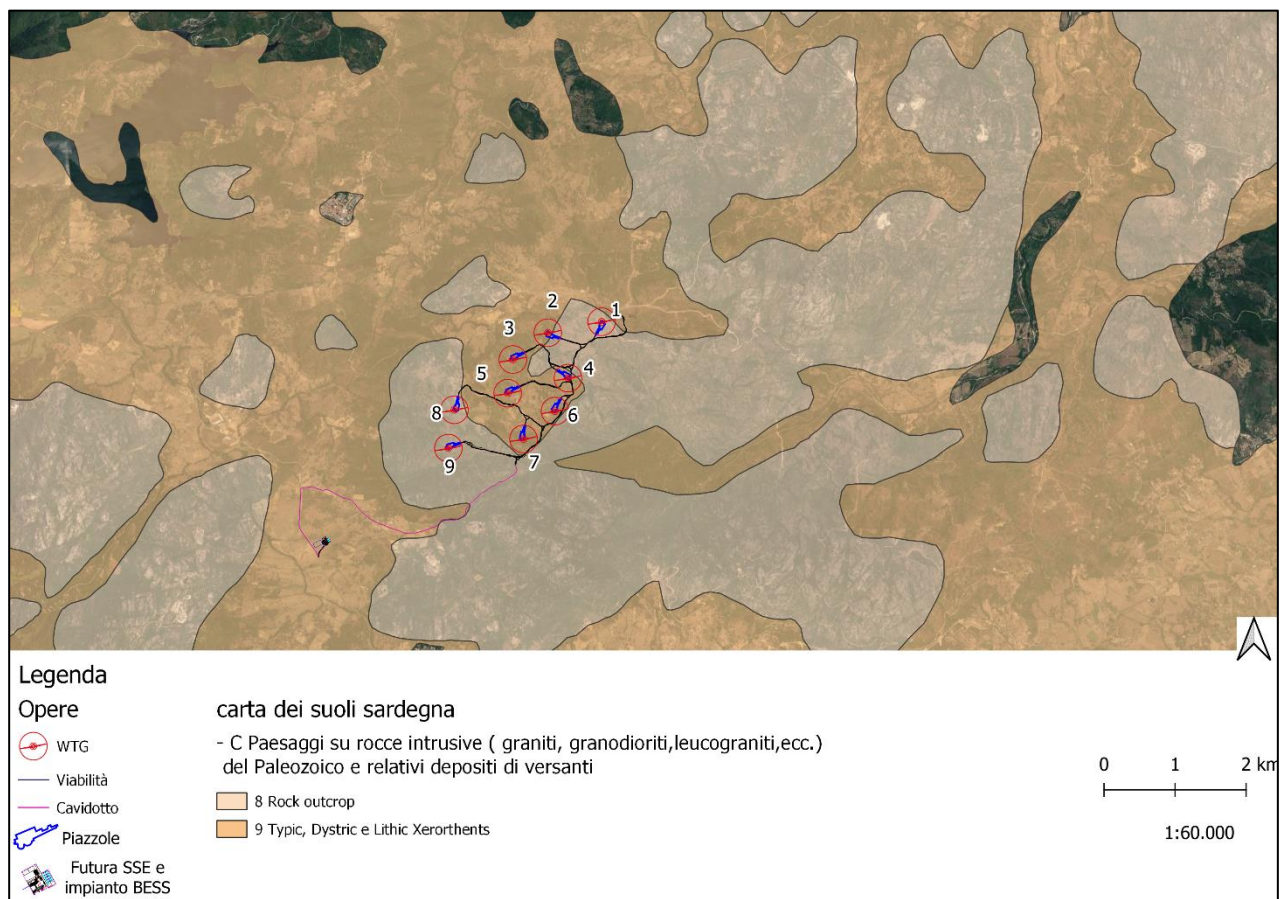 2
1
3
4
5
8
6
7
9
Legenda
Opere
WTG
Viabilità
Cavidotto
Piazzole
Futura SSE e
impianto BESS
carta dei suoli sardegna
- C Paesaggi su rocce intrusive ( graniti, granodioriti,leucograniti,ecc.)
del Paleozoico e relativi depositi di versanti
8 Rock outcrop
9 Typic, Dystric e Lithic Xerorthents
0 1 2 km
1:60.000